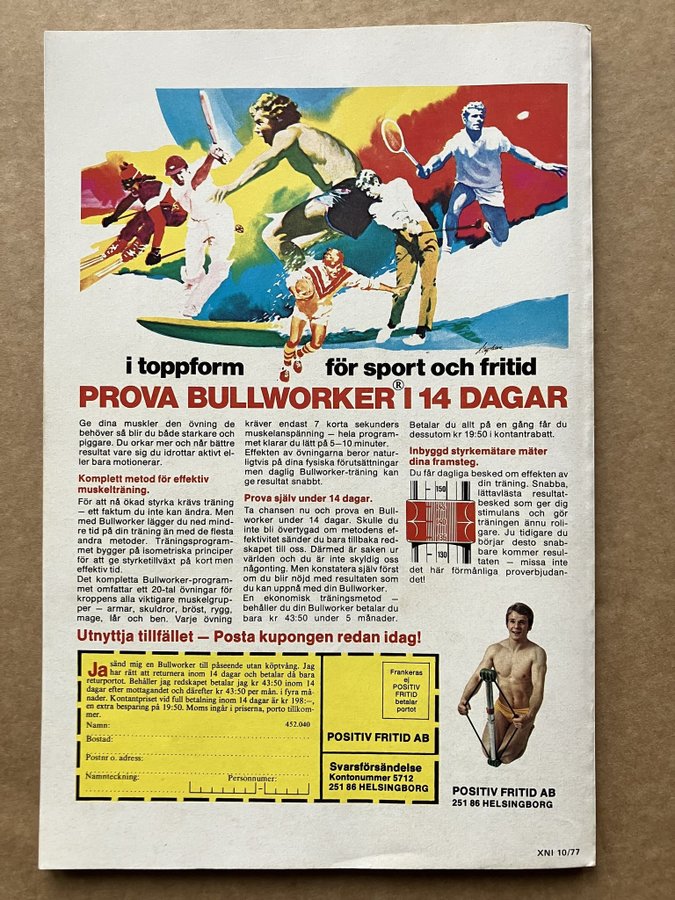 i toppform för sport och fritid
PROVA BULLWORKER® I 14 DAGAR
Ge dina muskler den övning de
behöver så blir du både starkare och
piggare. Du orkar mer och når bättre
resultat vare sig du idrottar aktivt el-
ler bara motionerar.
Komplett metod för effektiv
muskelträning.
För att nå ökad styrka krävs träning
– ett faktum du inte kan ändra. Men
med Bullworker lägger du ned mind-
re tid på din träning än med de flesta
andra metoder. Träningsprogram-
met bygger på isometriska principer
för att ge styrketillväxt på kort men
effektiv tid.
Det kompletta Bullworker-program-
met omfattar ett 20-tal övningar för
kroppens alla viktiga muskelgrup-
per – armar, skuldror, bröst, rygg,
mage, lår och ben. Varje övning
kräver endast 7 korta sekunders
muskelanspänning – hela program-
met klarar du lätt på 5–10 minuter.
Effekten av övningarna beror natur-
ligtvis på dina fysiska förutsättningar
men daglig Bullworker-träning kan
ge resultat snabbt.
Prova själv under 14 dagar.
Ta chansen nu och prova en Bull-
worker under 14 dagar. Skulle du
inte bli övertygad om metodens ef-
fektivitet sänder du bara tillbaka red-
skapet till oss. Därmed är saken ur
världen och du är inte skyldig oss
någonting. Men konstatera själv först
om du blir nöjd med resultaten som
du kan uppnå med din Bullworker.
En ekonomisk träningsmetod –
behåller du din Bullworker betalar du
bara kr 43:50 under 5 månader.
Betalar du allt på en gång får du
dessutom kr 19:50 i kontantrabatt.
Inbyggd styrkemätare mäter
dina framsteg.
Du får dagliga besked om effekten av
din träning. Snabba,
lättavlästa resultat-
besked som ger dig
stimulans och gör
träningen ännu roli-
gare. Ju tidigare du
börjar desto snab-
bare kommer resul-
taten – missa inte
det här förmånliga proverbjudan-
det!
150
130
Utnyttja tillfället – Posta kupongen redan idag!
Ja sänd mig en Bullworker till påseende utan köptvång. Jag
har rätt att returnera inom 14 dagar och betalar då bara
returportot. Behåller jag redskapet betalar jag kr 43:50 inom 14
dagar efter mottagandet och därefter kr 43:50 per mån. i fyra må-
nader. Kontantpriset vid full betalning inom 14 dagar är kr 198:–,
en extra besparing på 19:50. Moms ingår i priserna, porto tillkom-
mer.
Namn: 452.040
Bostad:
Postnr o. adress:
Namnteckning: Personnumer:
Frankeras
ej
POSITIV
FRITID
betalar
portot
POSITIV FRITID AB
Svarsförsändelse
Kontonummer 5712
251 86 HELSINGBORG
POSITIV FRITID AB
251 86 HELSINGBORG
XNI 10/77